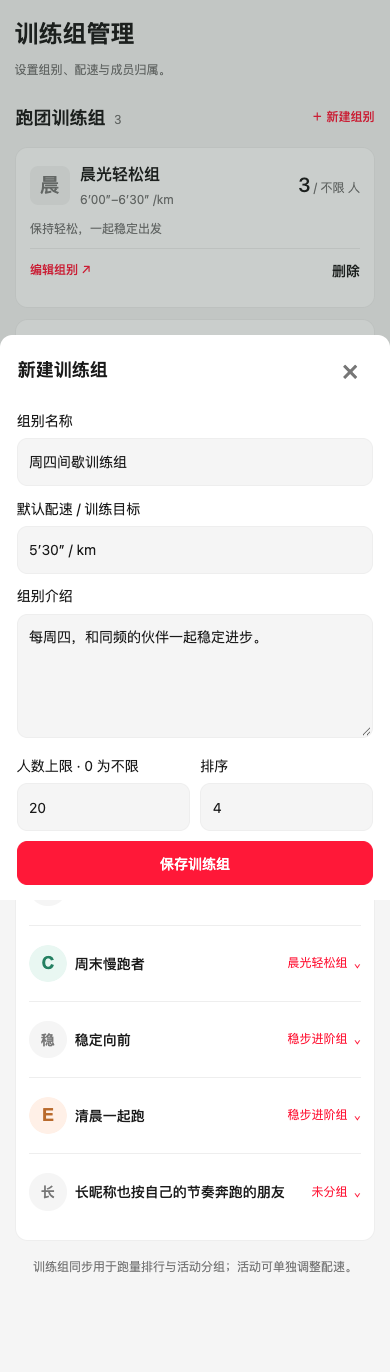 训练组管理
设置组别、配速与成员归属。
跑团训练组 3
+ 新建组别
晨
晨光轻松组
6’00”–6’30” /km
3 / 不限 人
保持轻松，一起稳定出发
编辑组别 ↗
删除
新建训练组
×
组别名称
周四间歇训练组
默认配速 / 训练目标
5’30” / km
组别介绍
每周四，和同频的伙伴一起稳定进步。
人数上限 · 0 为不限
排序
20
4
保存训练组
C
周末慢跑者
晨光轻松组
稳
稳定向前
稳步进阶组
E
清晨一起跑
稳步进阶组
长
长昵称也按自己的节奏奔跑的朋友
未分组
训练组同步用于跑量排行与活动分组；活动可单独调整配速。